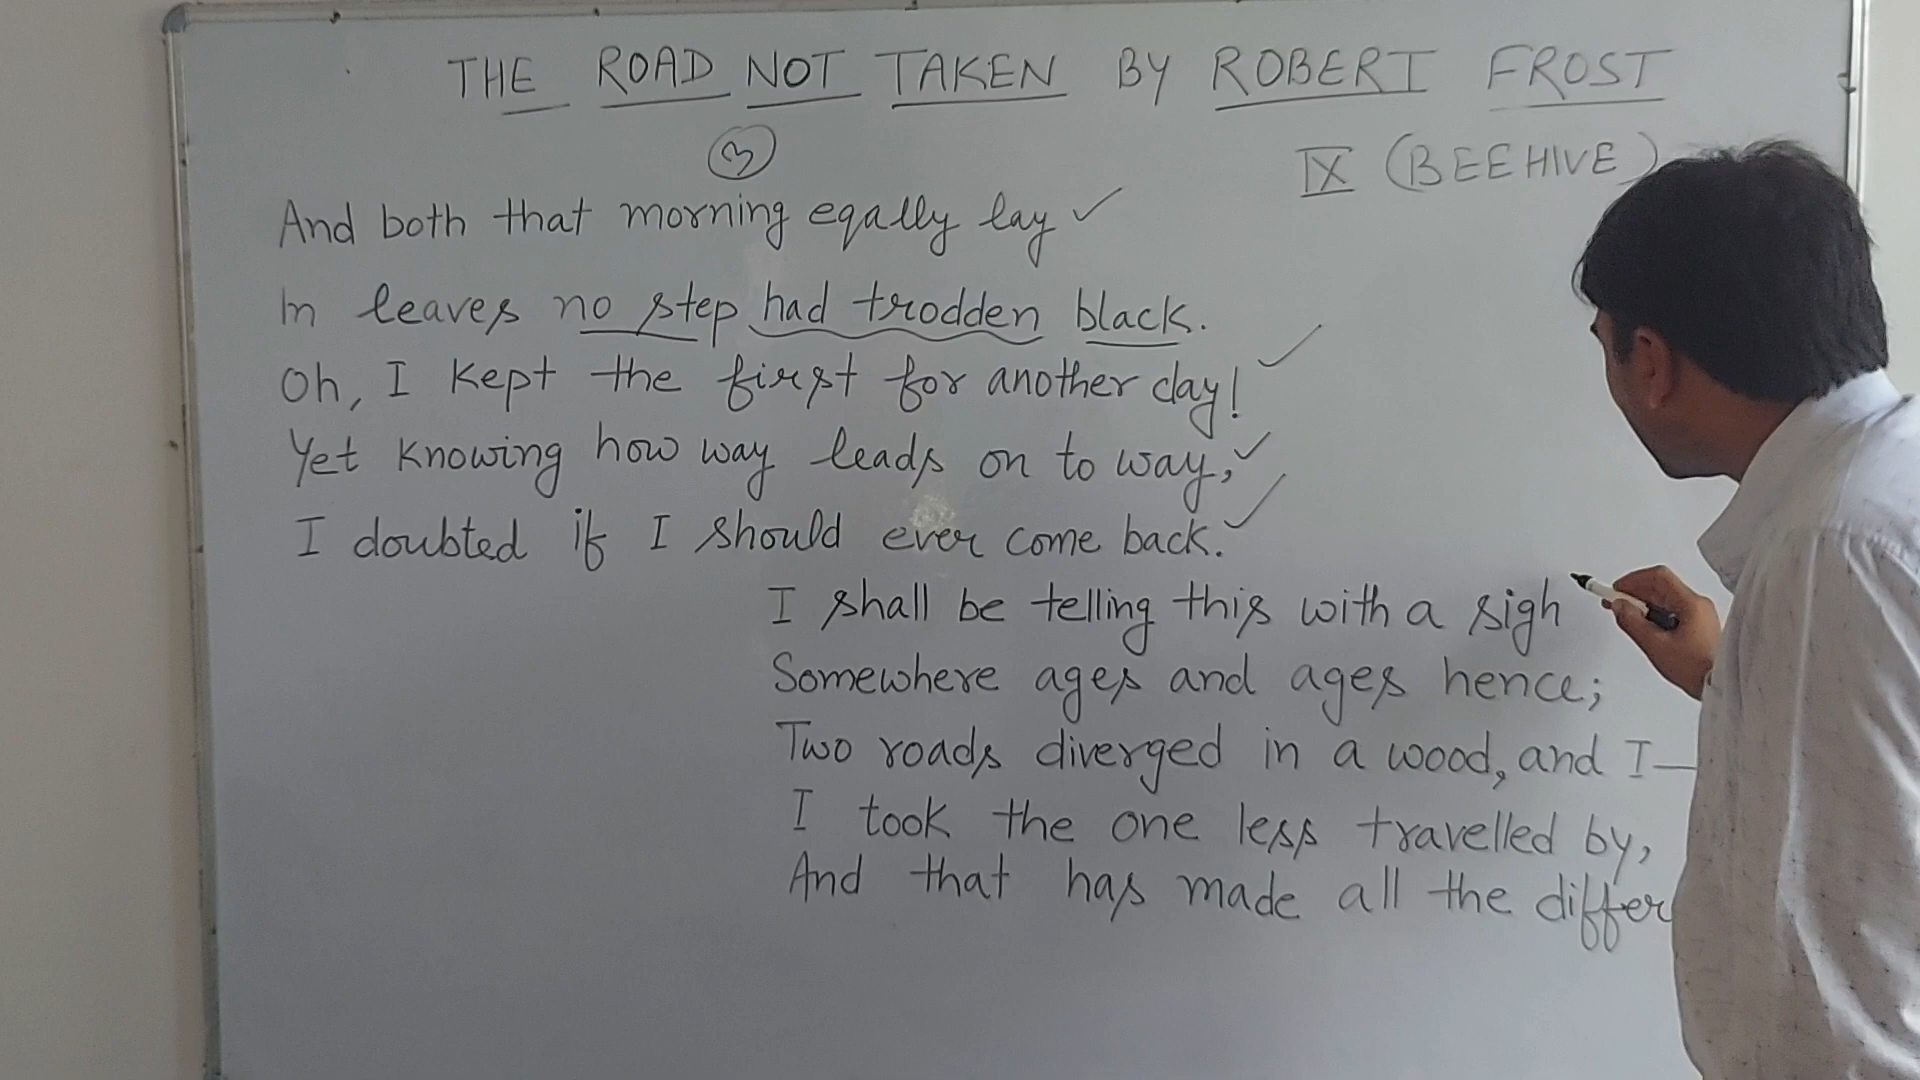 THE ROAD NOT TAKEN BY ROBERT FROST
3
IX (BEEHIVE)
And both that morning eqally lay ✓
In leaves no step had trodden black.
Oh, I kept the first for another day! ✓
Yet knowing how way leads on to way, ✓
I doubted if I should ever come back. ✓
I shall be telling this with a sigh
Somewhere ages and ages hence;
Two roads diverged in a wood, and I—
I took the one less travelled by,
And that has made all the differ